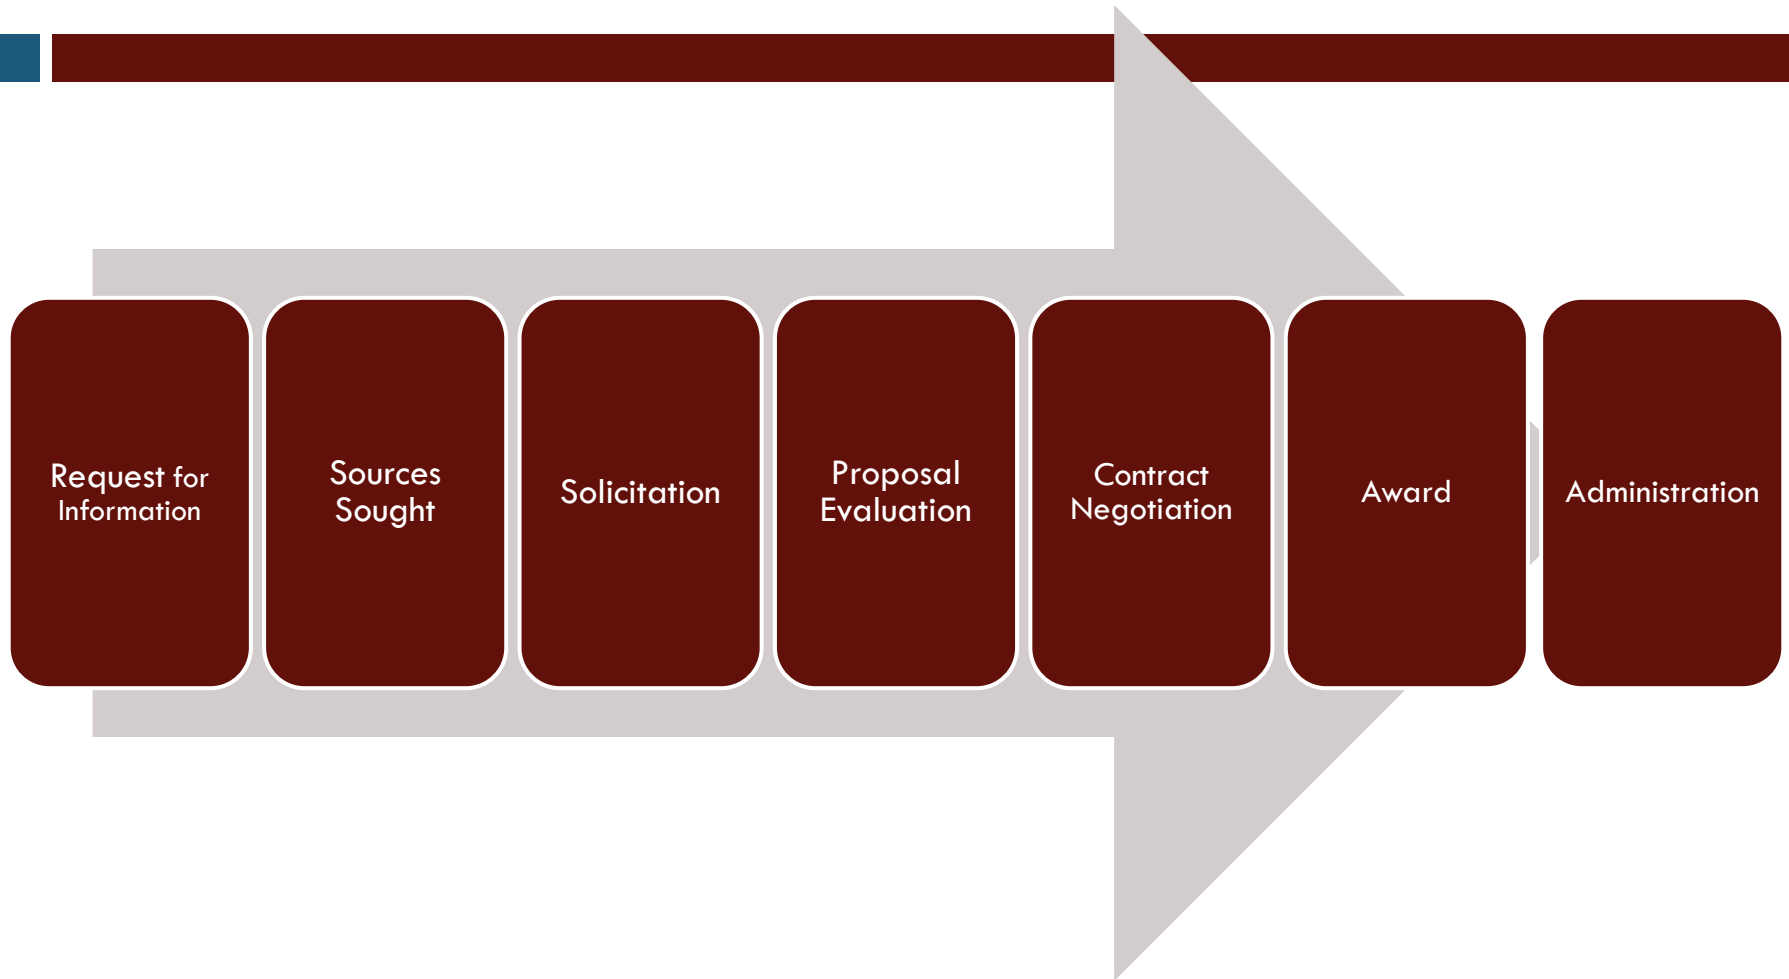 Request for
Information
Sources
Sought
Solicitation
Proposal
Evaluation
Contract
Negotiation
Award
Administration